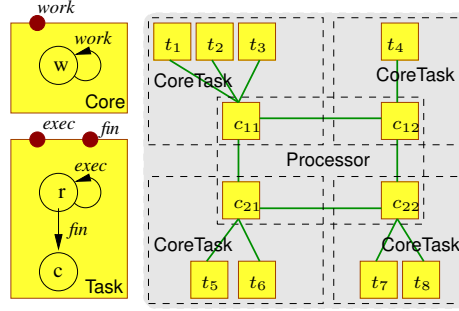 work
work
w
Core
exec
fin
exec
r
fin
c
Task
t₁ t₂ t₃ t₄
CoreTask CoreTask
c₁₁ c₁₂
Processor
c₂₁ c₂₂
CoreTask CoreTask
t₅ t₆ t₇ t₈